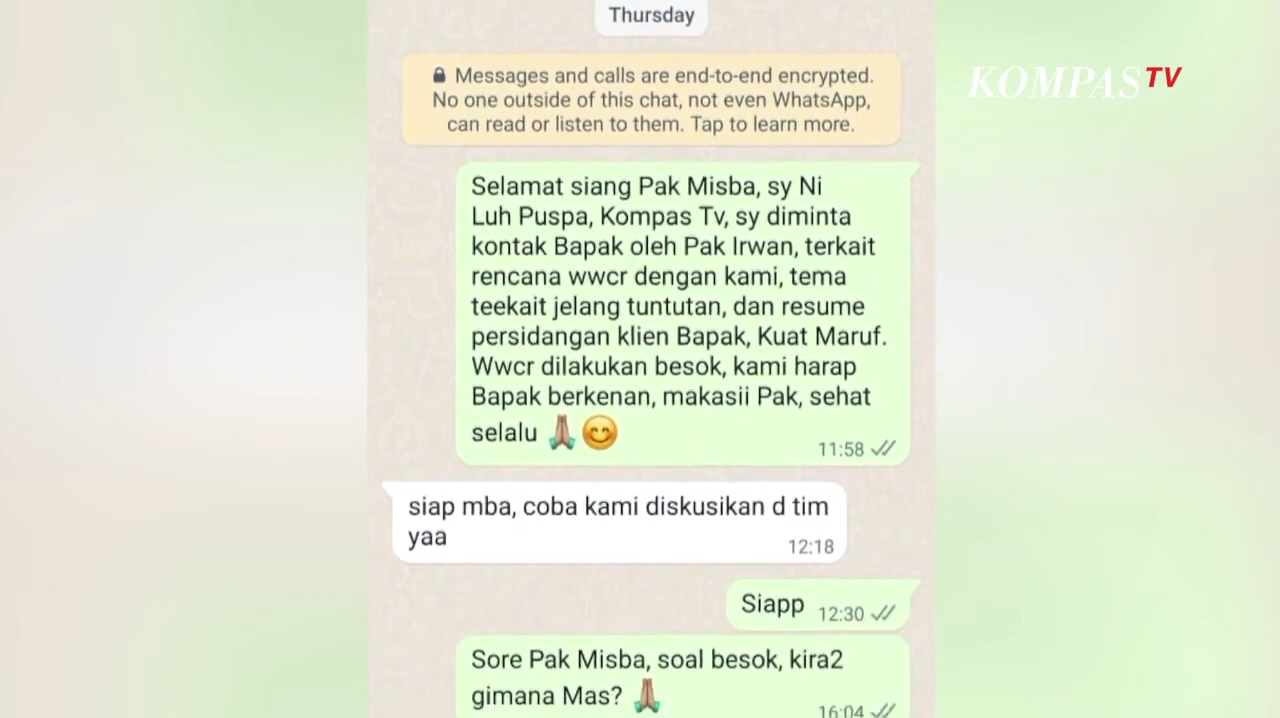 Thursday
KOMPAS TV
🔒 Messages and calls are end-to-end encrypted.
No one outside of this chat, not even WhatsApp,
can read or listen to them. Tap to learn more.
Selamat siang Pak Misba, sy Ni
Luh Puspa, Kompas Tv, sy diminta
kontak Bapak oleh Pak Irwan, terkait
rencana wwcr dengan kami, tema
teekait jelang tuntutan, dan resume
persidangan klien Bapak, Kuat Maruf.
Wwcr dilakukan besok, kami harap
Bapak berkenan, makasii Pak, sehat
selalu 🙏🏽😊
11:58
siap mba, coba kami diskusikan d tim
yaa
12:18
Siapp 12:30
Sore Pak Misba, soal besok, kira2
gimana Mas? 🙏🏽
16:04